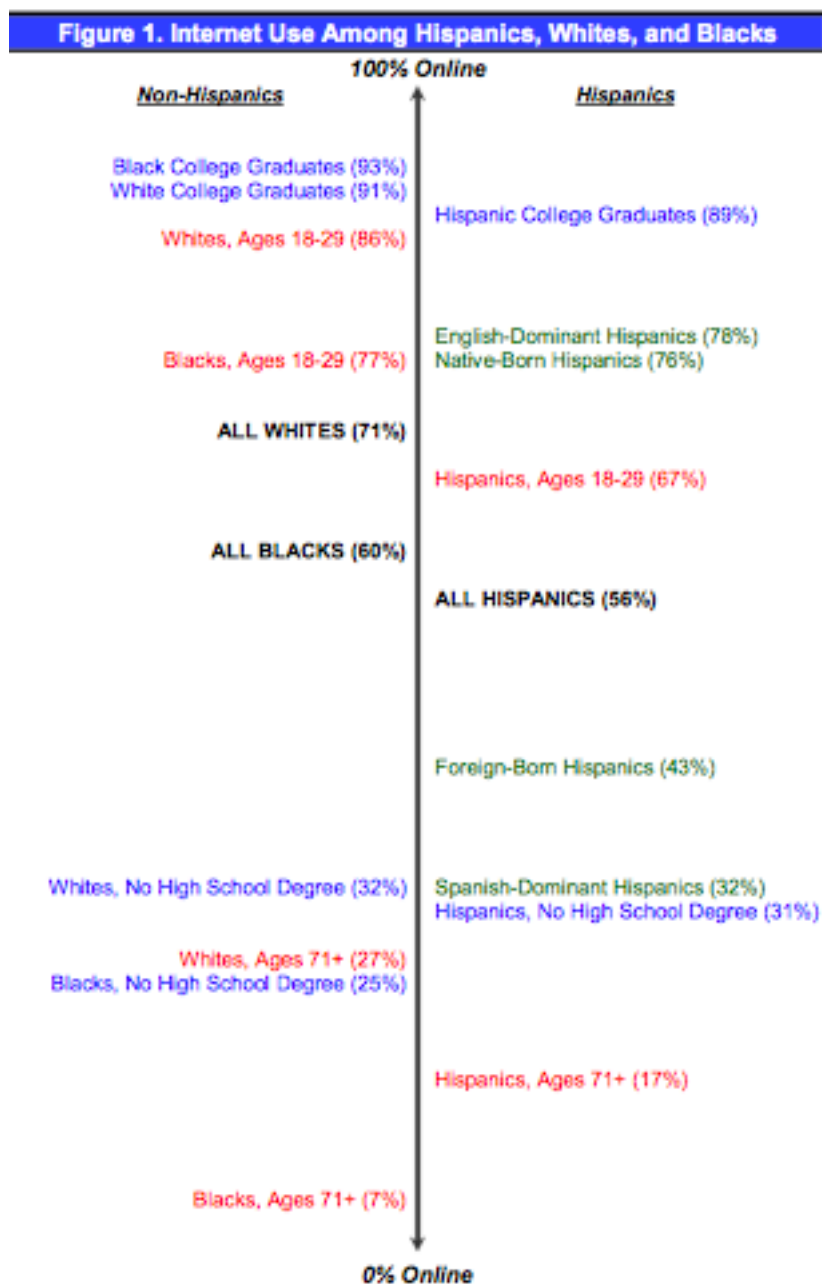 Figure 1. Internet Use Among Hispanics, Whites, and Blacks
100% Online
Non-Hispanics
Hispanics
Black College Graduates (93%)
White College Graduates (91%)
Hispanic College Graduates (89%)
Whites, Ages 18-29 (86%)
English-Dominant Hispanics (78%)
Blacks, Ages 18-29 (77%)
Native-Born Hispanics (76%)
ALL WHITES (71%)
Hispanics, Ages 18-29 (67%)
ALL BLACKS (60%)
ALL HISPANICS (56%)
Foreign-Born Hispanics (43%)
Whites, No High School Degree (32%)
Spanish-Dominant Hispanics (32%)
Hispanics, No High School Degree (31%)
Whites, Ages 71+ (27%)
Blacks, No High School Degree (25%)
Hispanics, Ages 71+ (17%)
Blacks, Ages 71+ (7%)
0% Online